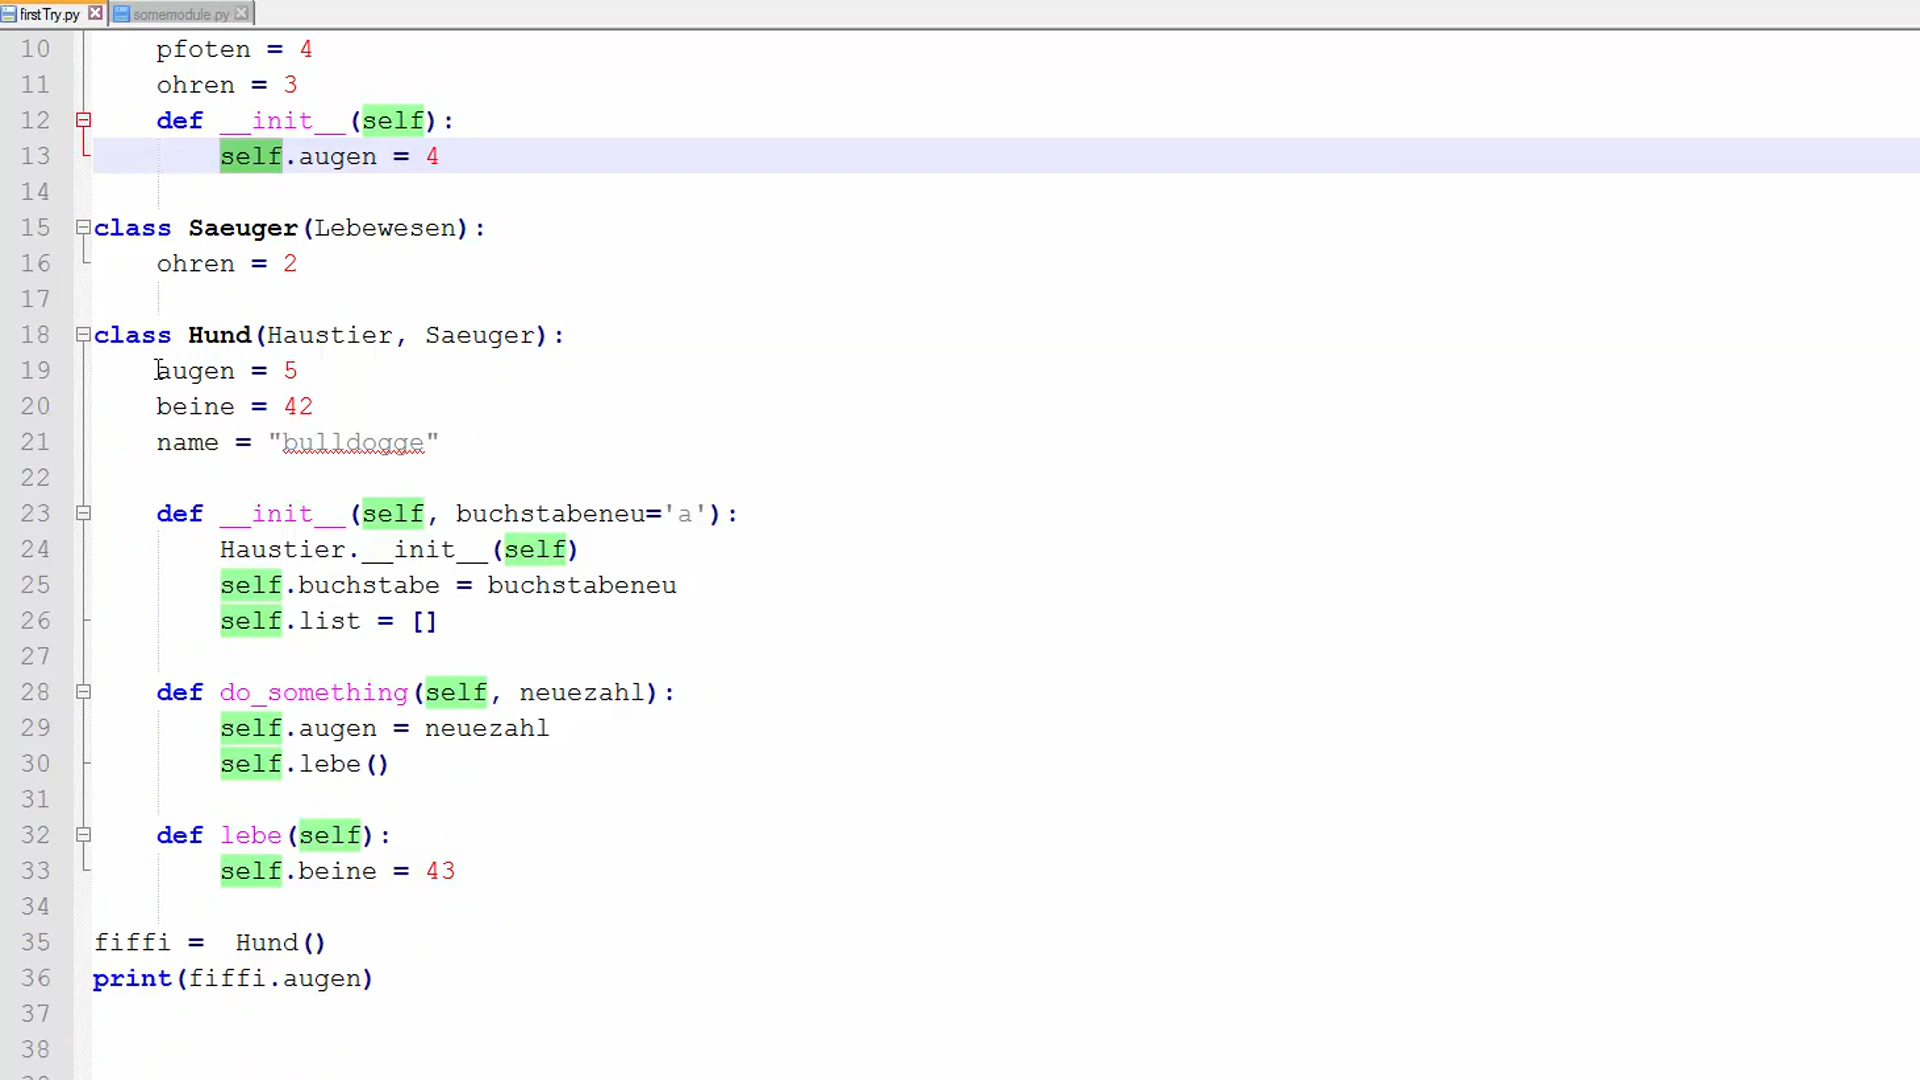 firstTry.py somemodule.py
10 pfoten = 4
11 ohren = 3
12 def __init__(self):
13 self.augen = 4
14
15 class Saeuger(Lebewesen):
16 ohren = 2
17
18 class Hund(Haustier, Saeuger):
19 augen = 5
20 beine = 42
21 name = "bulldogge"
22
23 def __init__(self, buchstabeneu='a'):
24 Haustier.__init__(self)
25 self.buchstabe = buchstabeneu
26 self.list = []
27
28 def do_something(self, neuezahl):
29 self.augen = neuezahl
30 self.lebe()
31
32 def lebe(self):
33 self.beine = 43
34
35 fiffi =  Hund()
36 print(fiffi.augen)
37
38